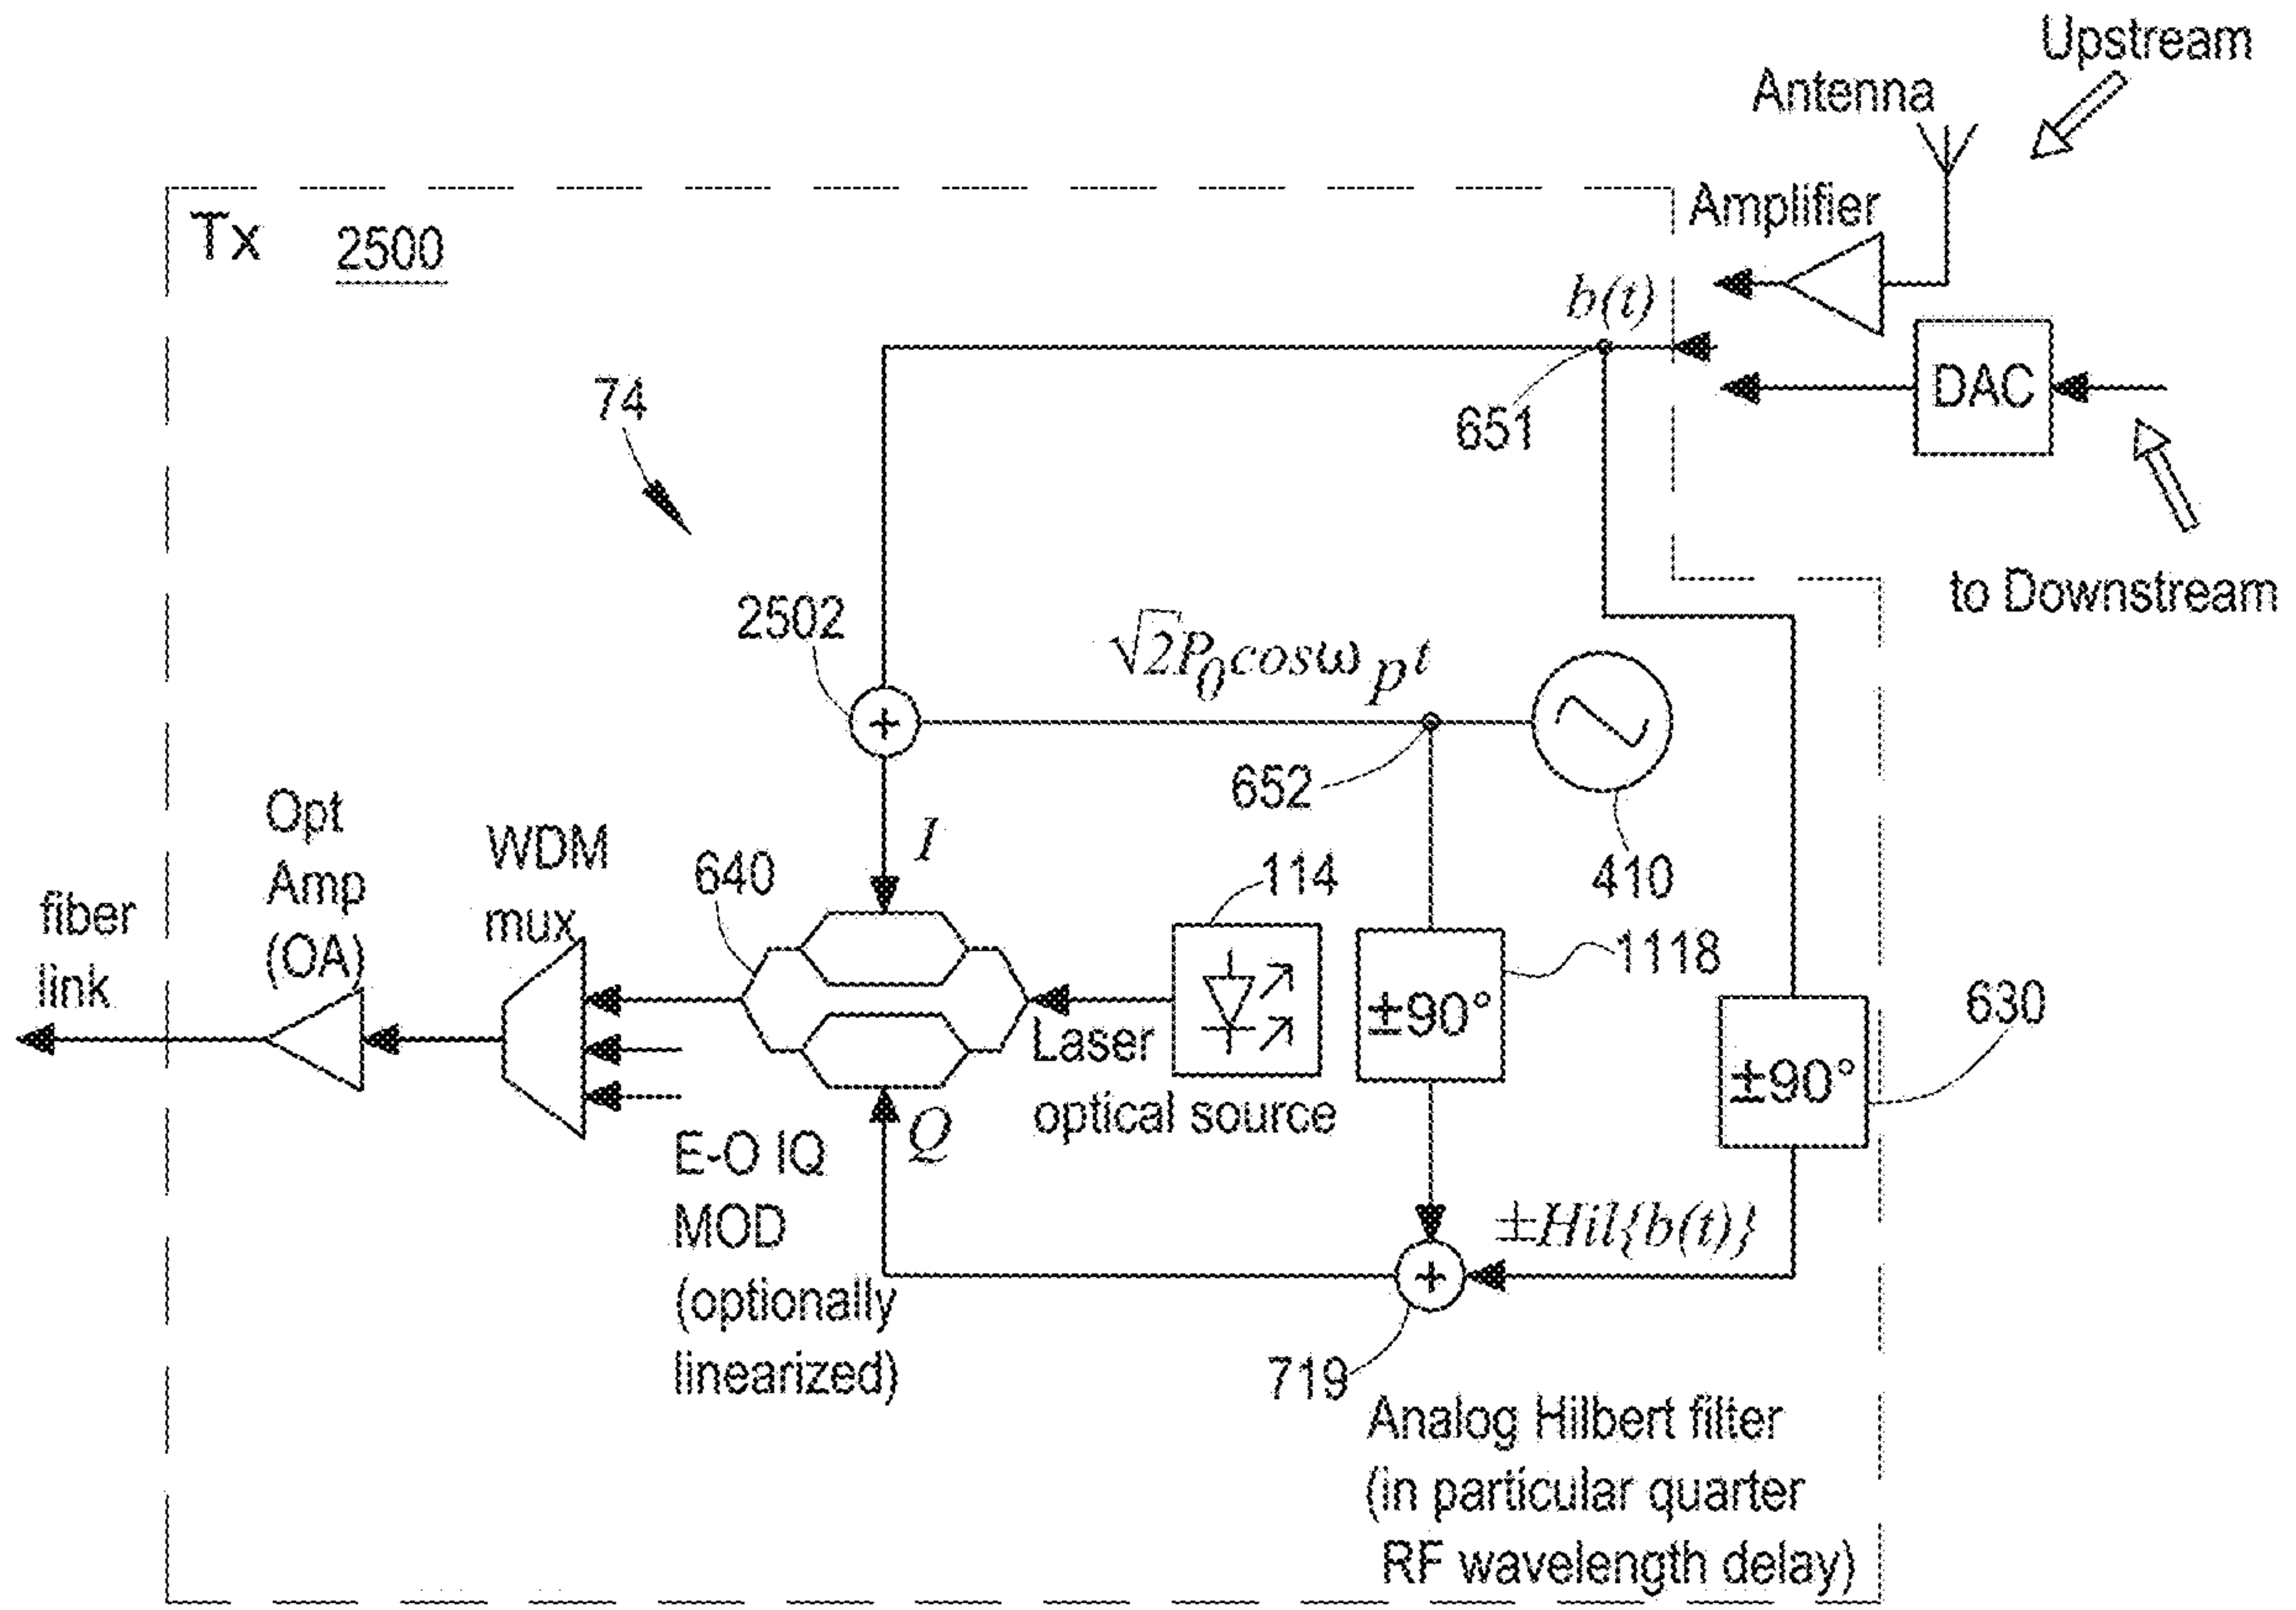 Upstream
Antenna
Amplifier
Tx 2500
b(t)
DAC
74
651
to Downstream
2502
√2P₀cosω_p t
652
410
Opt
Amp
(OA)
WDM
mux
I
640
114
1118
fiber
link
±90°
630
Laser
optical source
±90°
Q
E-O IQ
MOD
(optionally
linearized)
±Hil{b(t)}
719
Analog Hilbert filter
(in particular quarter
RF wavelength delay)